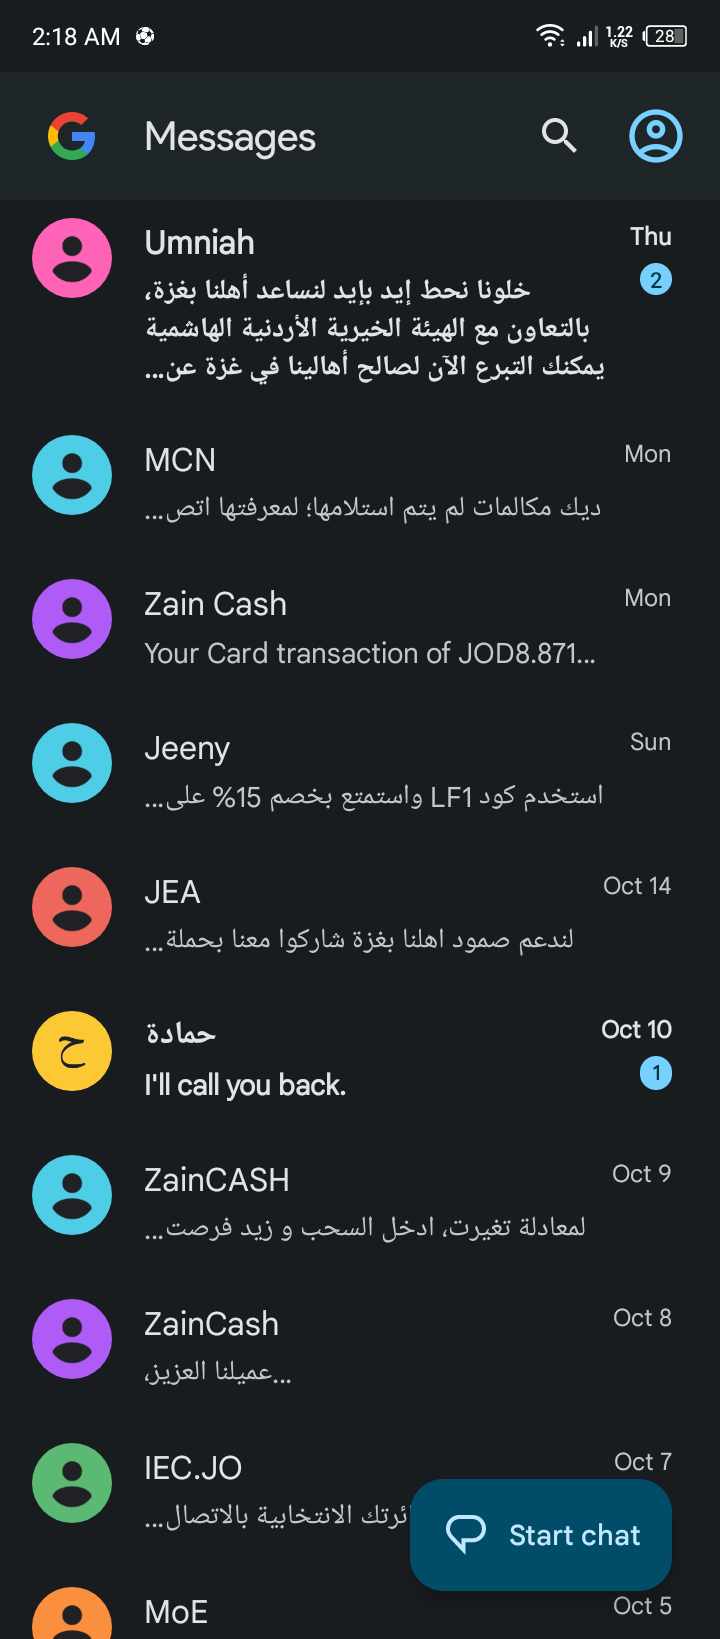 2:18 AM
1.22
K/S
28
Messages
Umniah
Thu
2
خلونا نحط إيد بإيد لنساعد أهلنا بغزة،
بالتعاون مع الهيئة الخيرية الأردنية الهاشمية
يمكنك التبرع الآن لصالح أهالينا في غزة عن...
MCN
Mon
ديك مكالمات لم يتم استلامها؛ لمعرفتها اتص...
Zain Cash
Mon
Your Card transaction of JOD8.871...
Jeeny
Sun
استخدم كود LF1 واستمتع بخصم 15% على...
JEA
Oct 14
لندعم صمود اهلنا بغزة شاركوا معنا بحملة...
ح
حمادة
Oct 10
I'll call you back.
1
ZainCASH
Oct 9
لمعادلة تغيرت، ادخل السحب و زيد فرصت...
ZainCash
Oct 8
عميلنا العزيز،...
IEC.JO
Oct 7
ائرتك الانتخابية بالاتصال...
Start chat
MoE
Oct 5